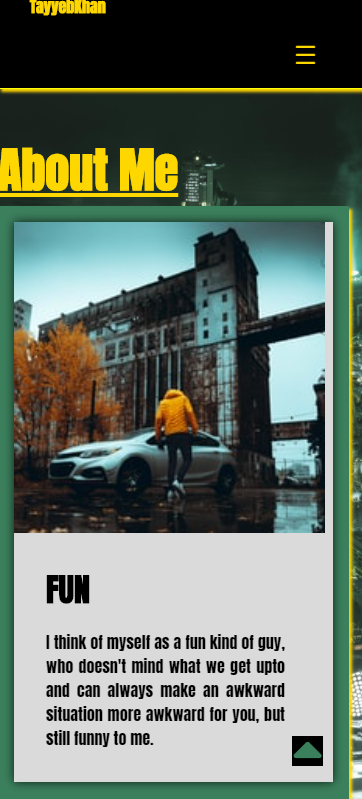 TayyebKhan
About Me
FUN
I think of myself as a fun kind of guy,
who doesn't mind what we get upto
and can always make an awkward
situation more awkward for you, but
still funny to me.